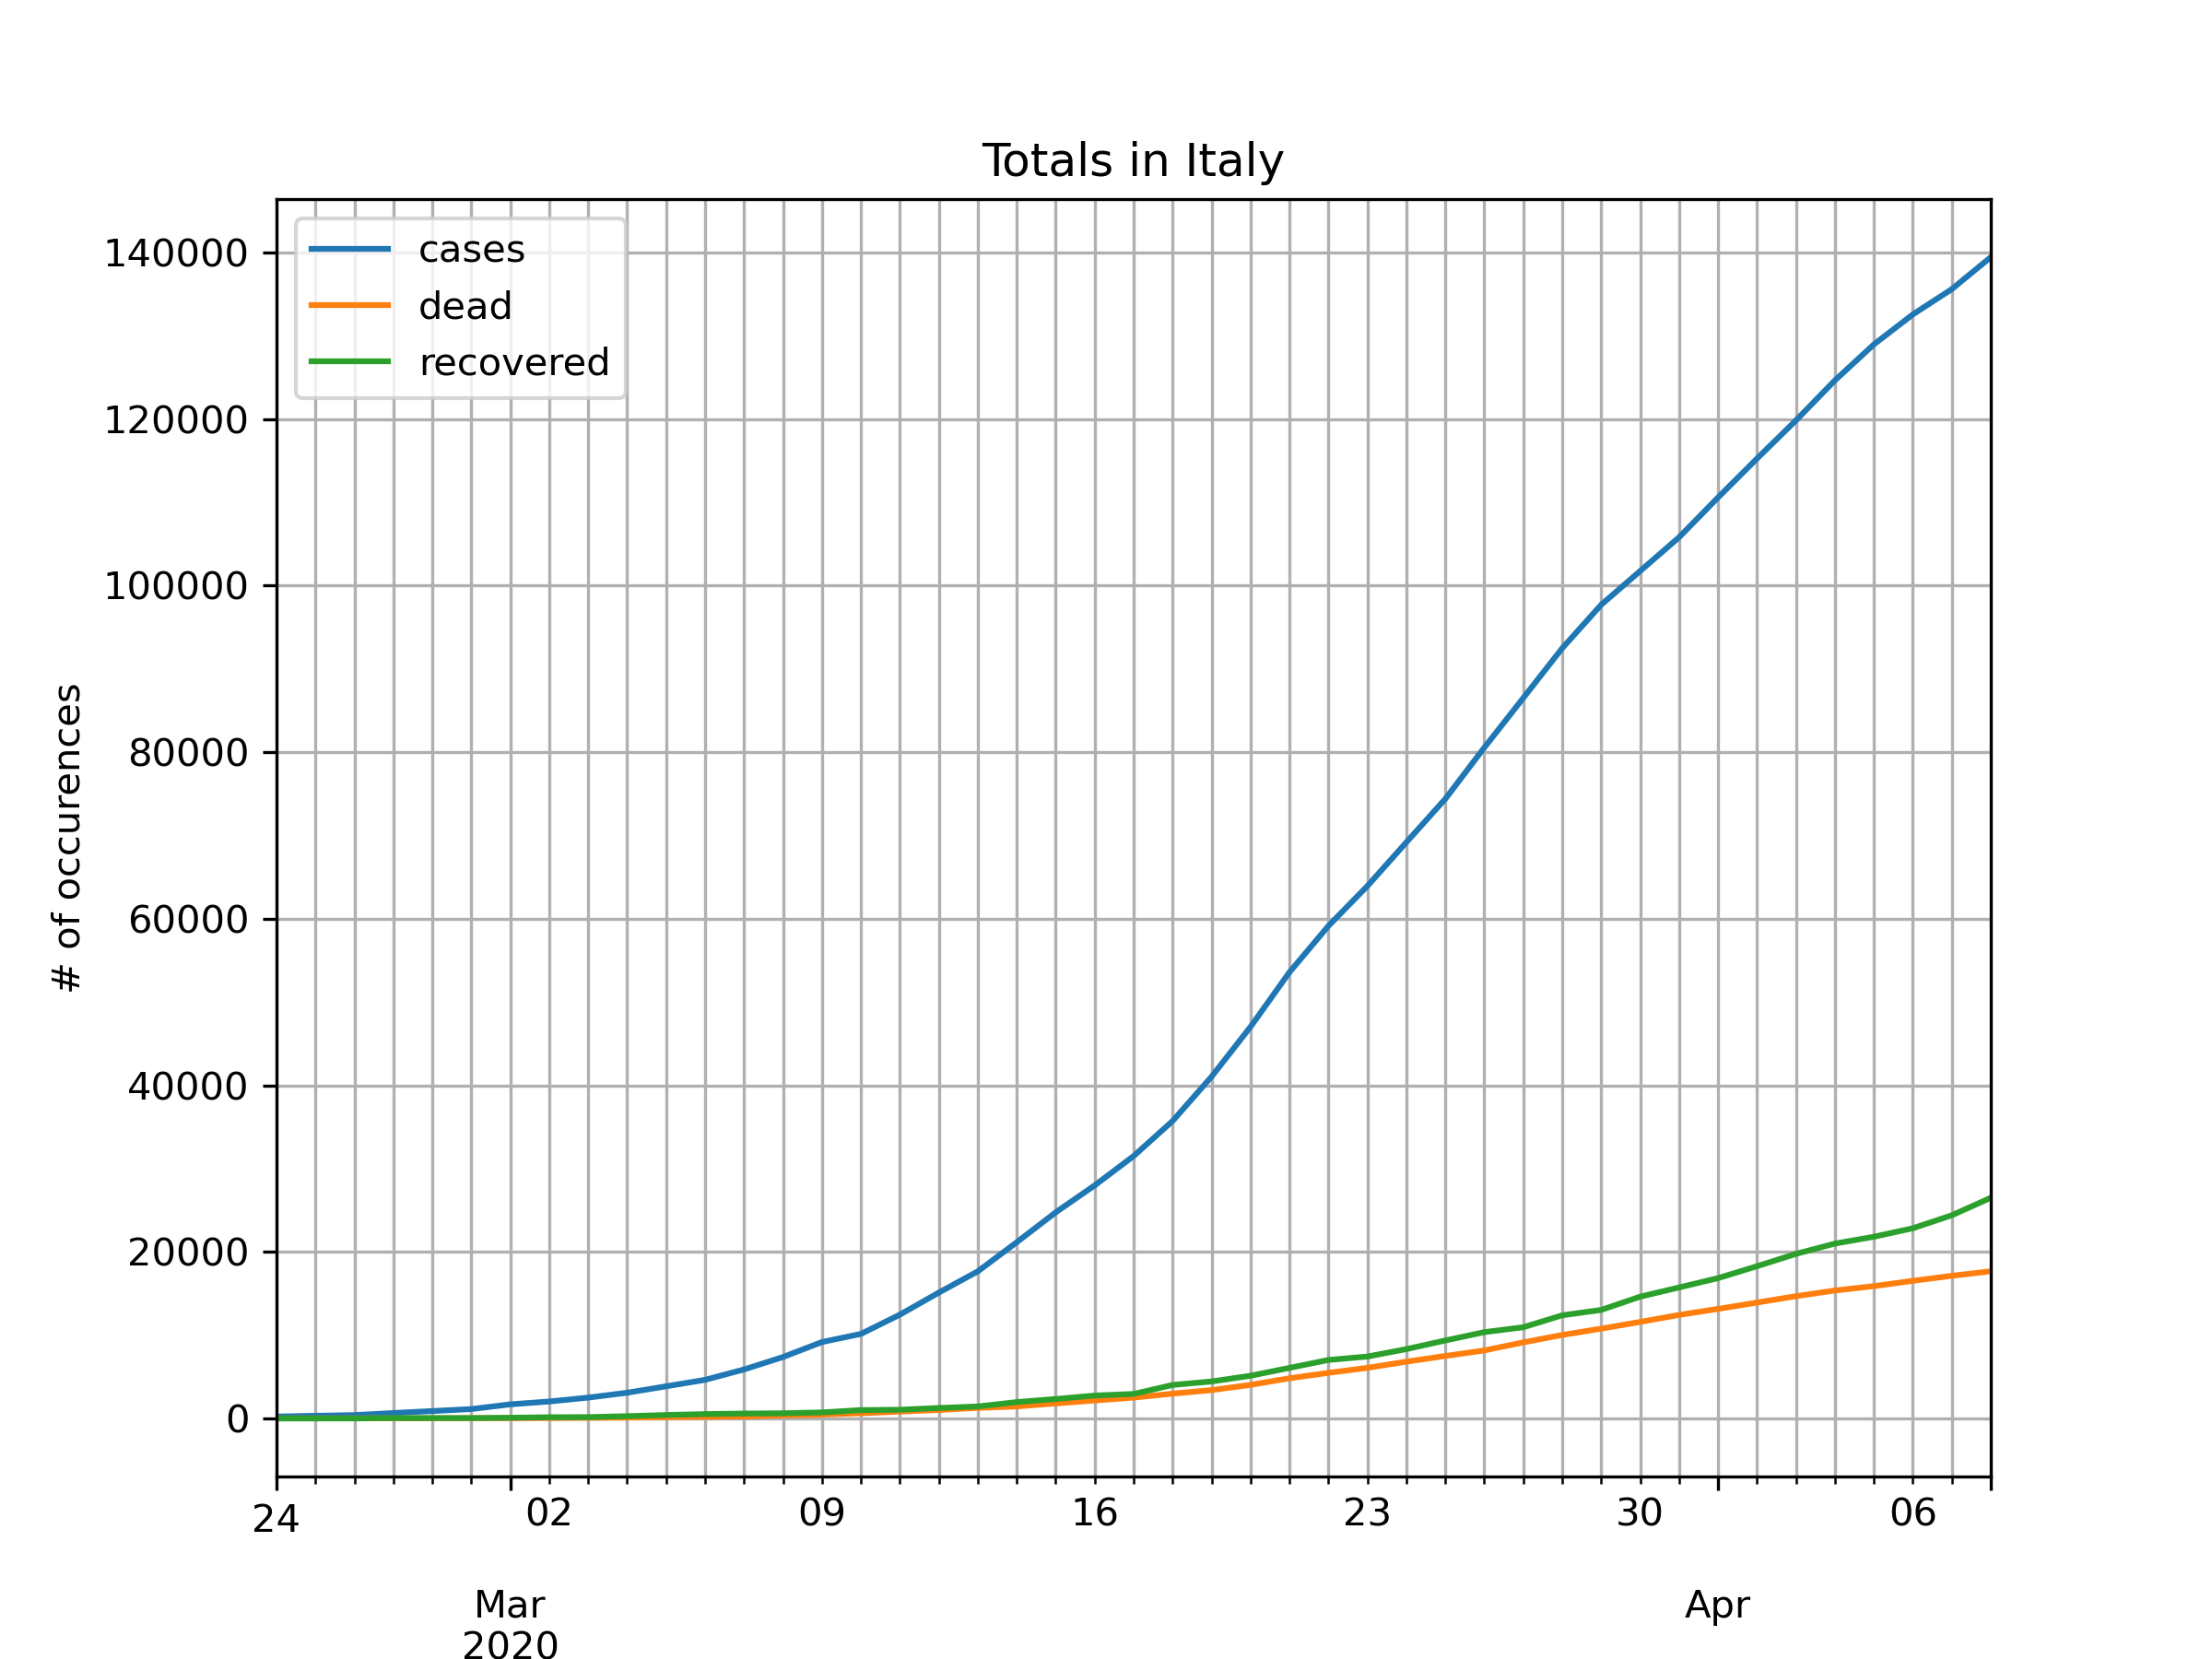 Totals in Italy
cases
dead
recovered
140000
120000
100000
80000
60000
40000
20000
0
# of occurences
24 02 09 16 23 30 06
Mar Apr
2020